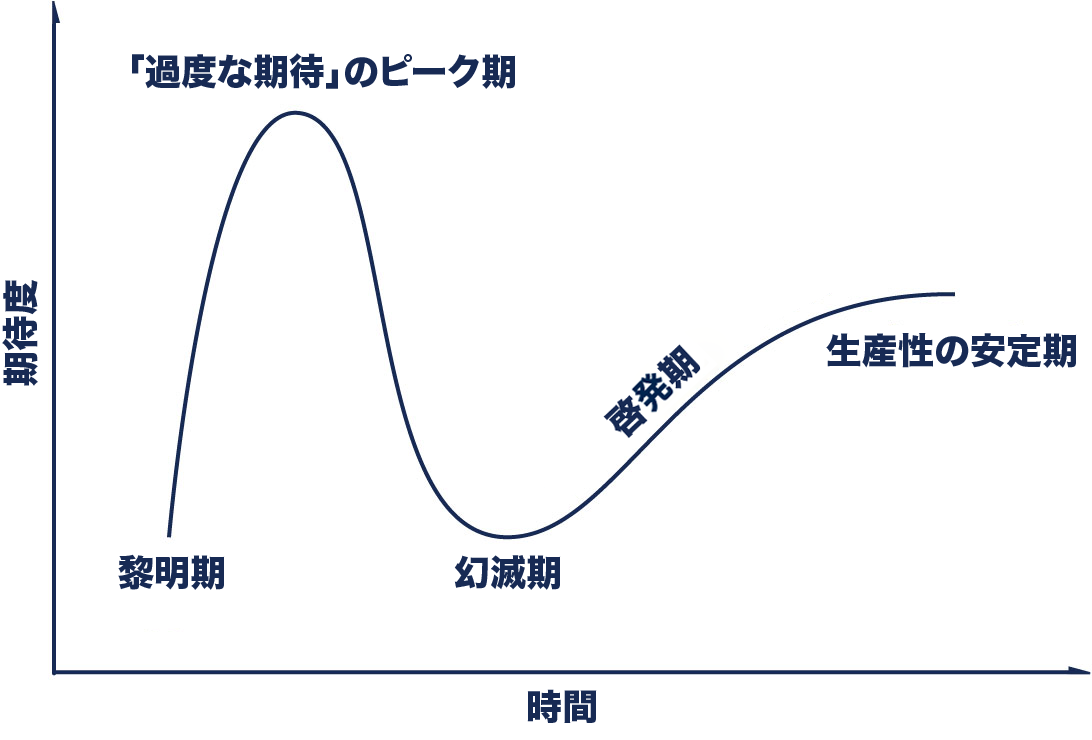 「過度な期待」のピーク期
期待度
啓発期
生産性の安定期
黎明期
幻滅期
時間